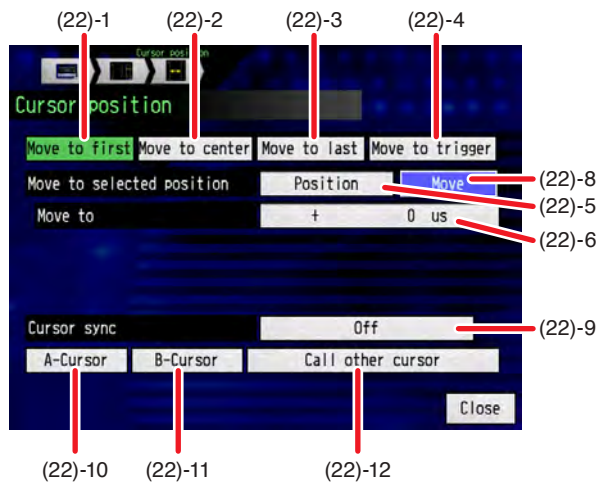 (22)-1 (22)-2 (22)-3 (22)-4
Cursor position
Cursor position
Move to first Move to center Move to last Move to trigger
Move to selected position Position Move (22)-8
(22)-5
Move to + 0 us (22)-6
Cursor sync Off (22)-9
A-Cursor B-Cursor Call other cursor
Close
(22)-10 (22)-11 (22)-12